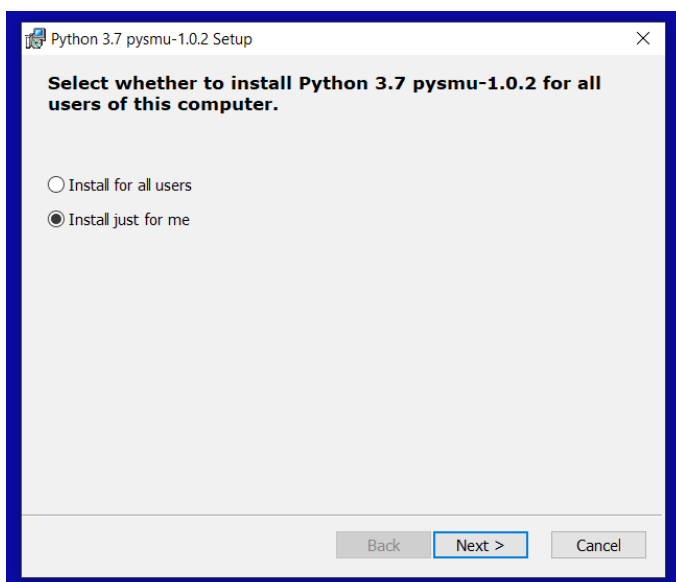 Python 3.7 pysmu-1.0.2 Setup
Select whether to install Python 3.7 pysmu-1.0.2 for all
users of this computer.
Install for all users
Install just for me
Back Next > Cancel